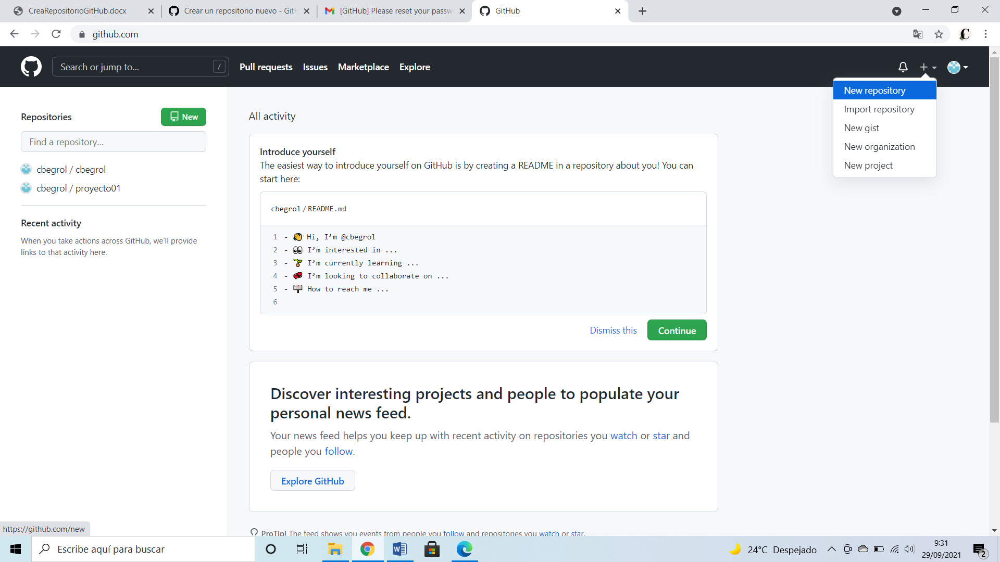 CreaRepositorioGitHub.docx
Crear un repositorio nuevo - GitH
[GitHub] Please reset your passw
GitHub
github.com
Search or jump to...
/
Pull requests
Issues
Marketplace
Explore
New repository
Import repository
New gist
New organization
New project
Repositories
New
Find a repository...
cbegrol / cbegrol
cbegrol / proyecto01
Recent activity
When you take actions across GitHub, we'll provide
links to that activity here.
All activity
Introduce yourself
The easiest way to introduce yourself on GitHub is by creating a README in a repository about you! You can
start here:
cbegrol / README.md
1 - 👋 Hi, I'm @cbegrol
2 - 👀 I'm interested in ...
3 - 🌱 I'm currently learning ...
4 - 💞️ I'm looking to collaborate on ...
5 - 📫 How to reach me ...
6
Dismiss this
Continue
Discover interesting projects and people to populate your
personal news feed.
Your news feed helps you keep up with recent activity on repositories you watch or star and
people you follow.
Explore GitHub
ProTip! The feed shows you events from people you follow and repositories you watch or star.
https://github.com/new
Escribe aquí para buscar
24°C Despejado
9:31
29/09/2021
2